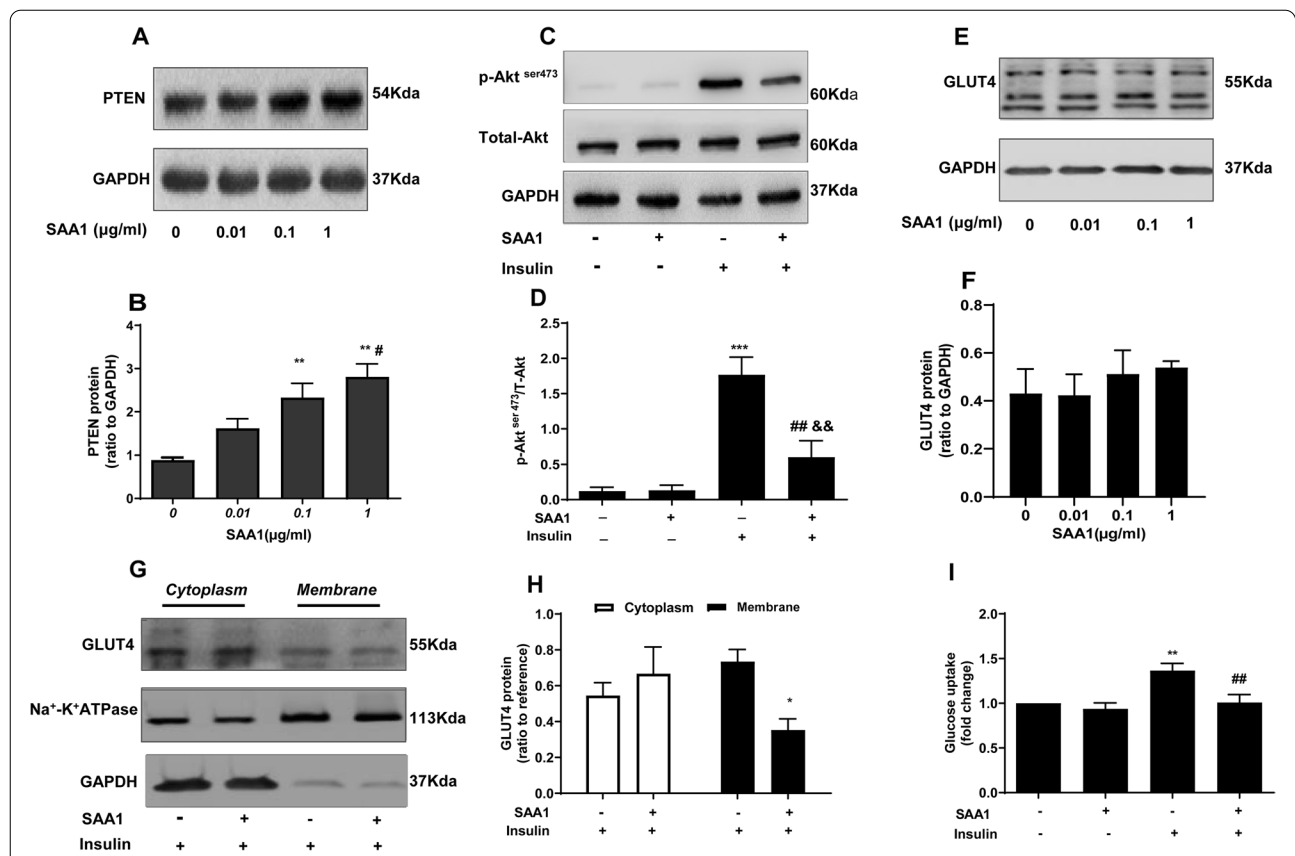 A
PTEN
54Kda
GAPDH
37Kda
SAA1 (µg/ml)
0 0.01 0.1 1
B
PTEN protein
(ratio to GAPDH)
4
3
2
1
0
** ** #
0 0.01 0.1 1
SAA1(µg/ml)
C
p-Akt ser473
60Kda
Total-Akt
60Kda
GAPDH
37Kda
SAA1 - + - +
Insulin - - + +
D
p-Akt ser 473/T-Akt
2.5
2.0
1.5
1.0
0.5
0.0
***
## &&
SAA1 – + – +
Insulin – – + +
E
GLUT4
55Kda
GAPDH
37Kda
SAA1 (µg/ml)
0 0.01 0.1 1
F
GLUT4 protein
(ratio to GAPDH)
0.8
0.6
0.4
0.2
0.0
0 0.01 0.1 1
SAA1(µg/ml)
G
Cytoplasm Membrane
GLUT4
55Kda
Na+-K+ATPase
113Kda
GAPDH
37Kda
SAA1 - + - +
Insulin + + + +
H
Cytoplasm Membrane
GLUT4 protein
(ratio to reference)
1.0
0.8
0.6
0.4
0.2
0.0
*
SAA1 - + - +
Insulin + + + +
I
Glucose uptake
(fold change)
2.0
1.5
1.0
0.5
0.0
**
##
SAA1 - + - +
Insulin - - + +